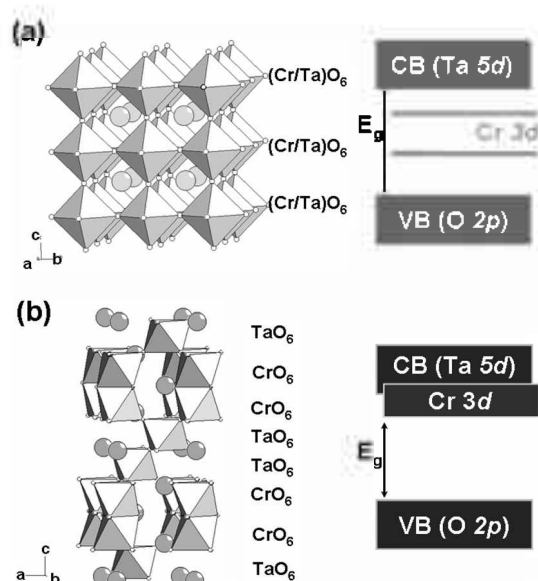 (a)
(Cr/Ta)O6
(Cr/Ta)O6
(Cr/Ta)O6
c
a b
CB (Ta 5d)
Eg
Cr 3d
VB (O 2p)
(b)
TaO6
CrO6
CrO6
TaO6
TaO6
CrO6
CrO6
TaO6
c
a b
CB (Ta 5d)
Cr 3d
Eg
VB (O 2p)